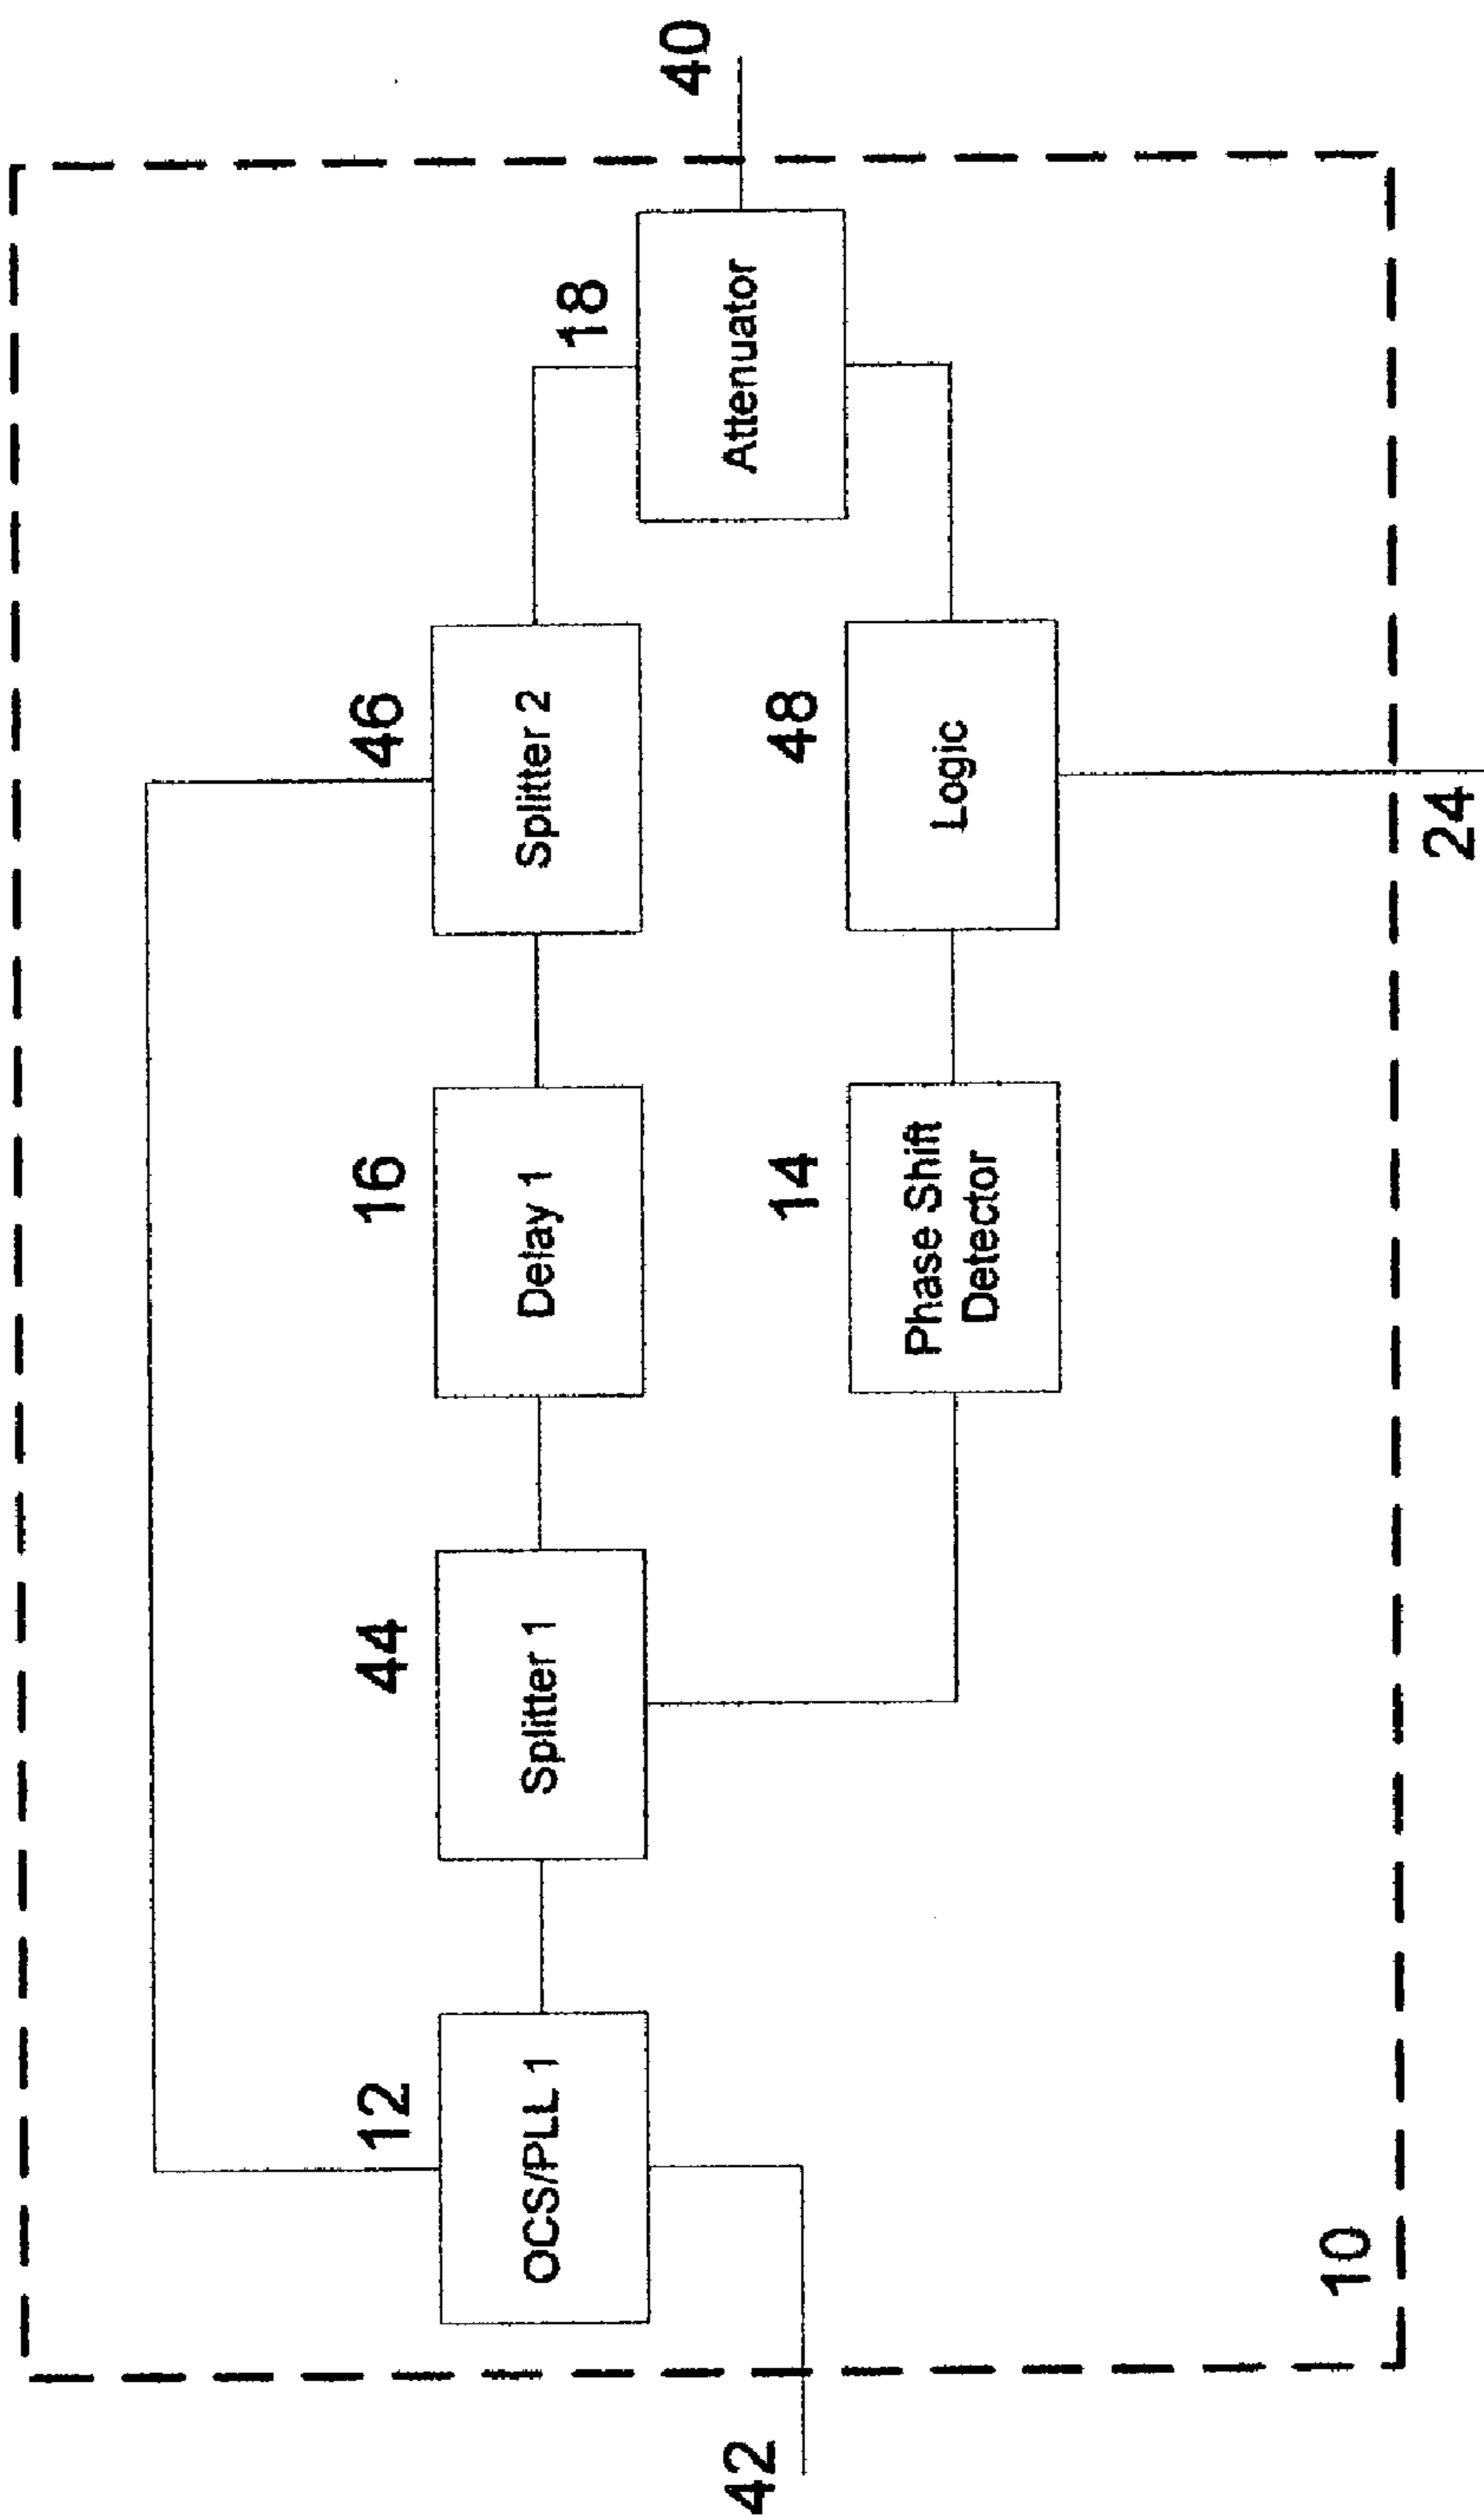 12
OCS/PLL 1
44
Splitter 1
16
Delay 1
46
Splitter 2
18
Attenuator
40
14
Phase Shift
Detector
48
Logic
42
10
24